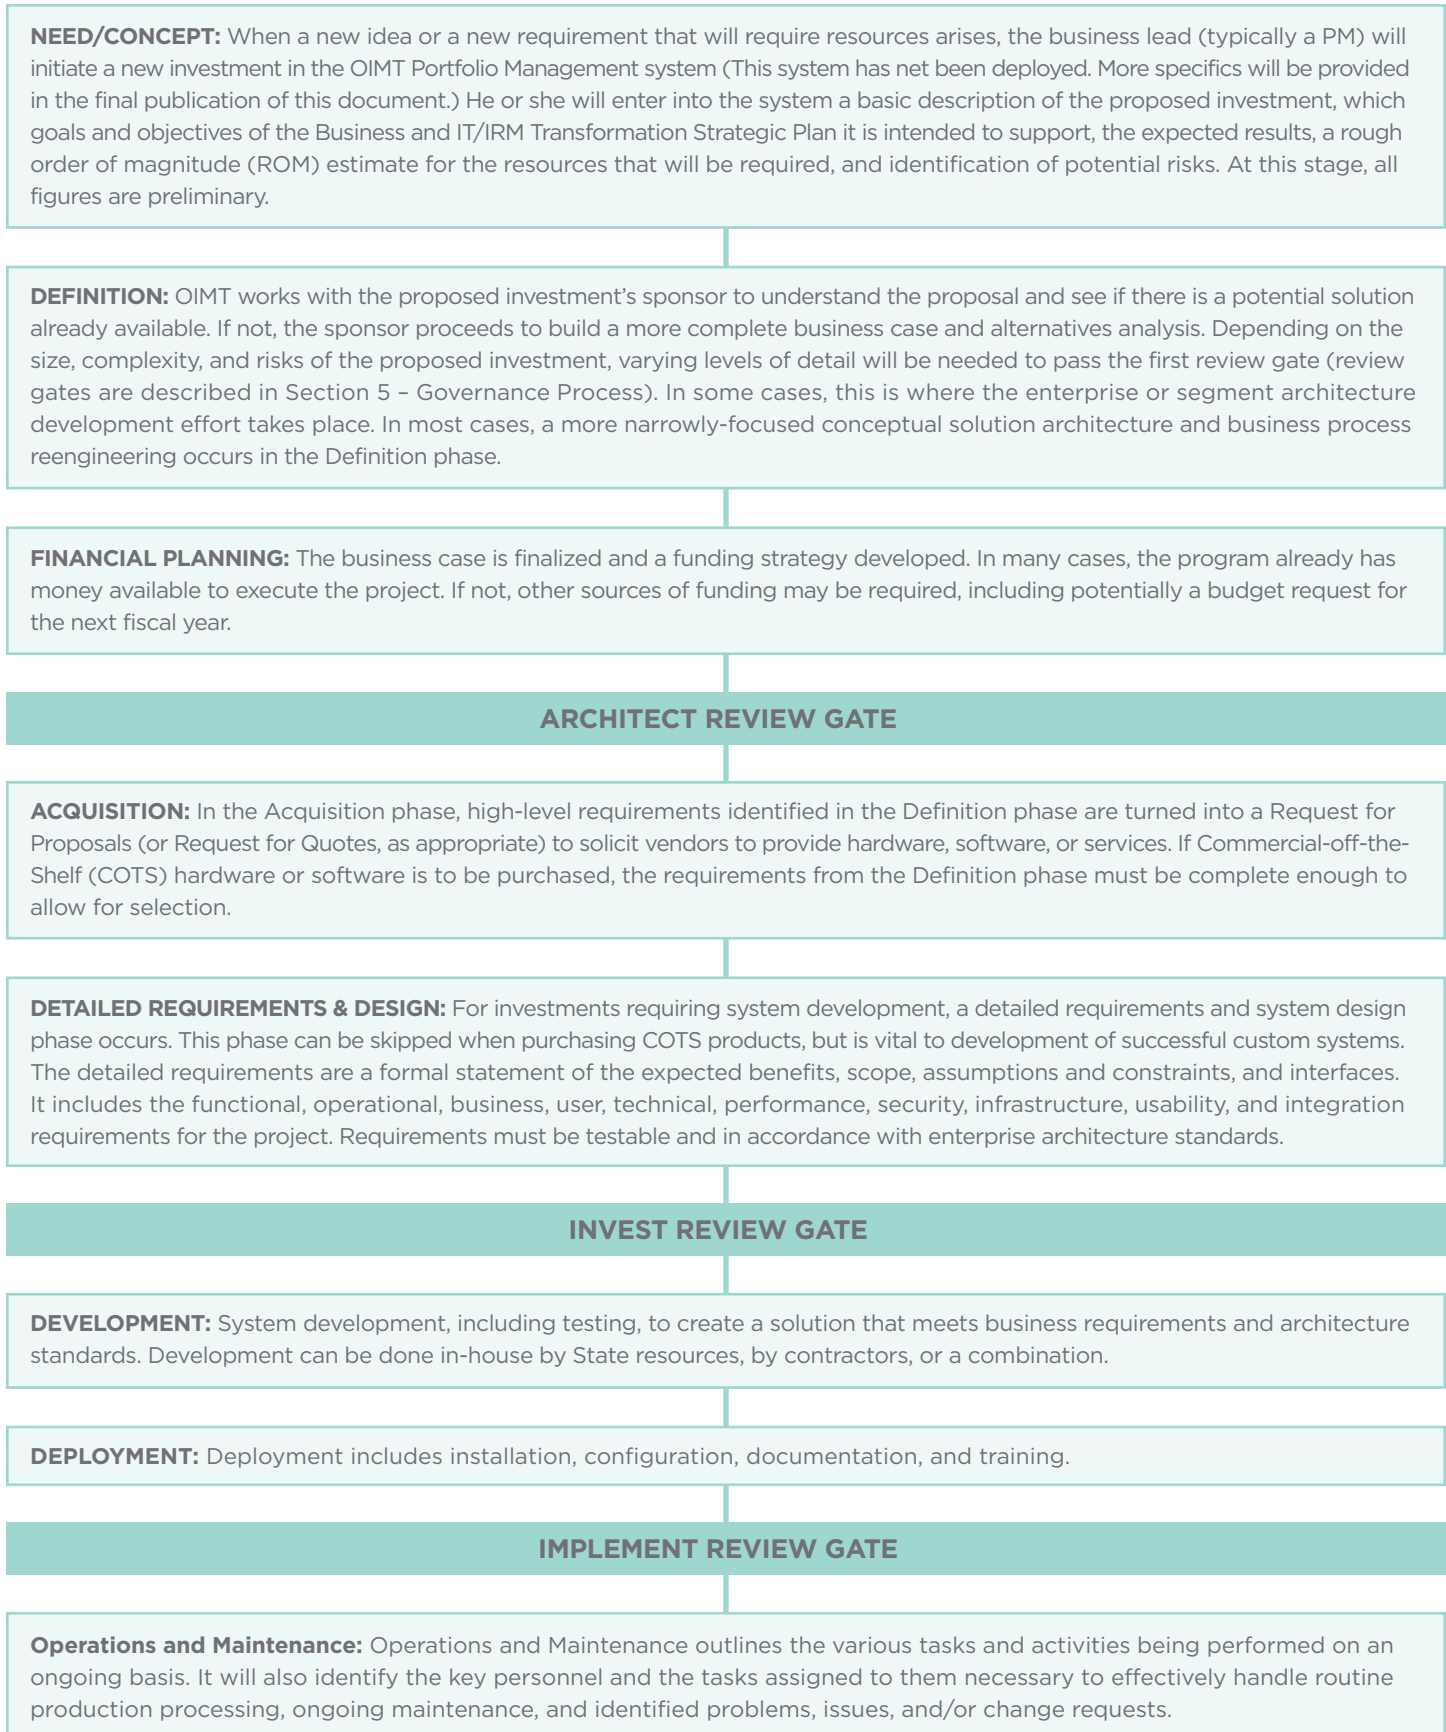 NEED/CONCEPT: When a new idea or a new requirement that will require resources arises, the business lead (typically a PM) will
initiate a new investment in the OIMT Portfolio Management system (This system has net been deployed. More specifics will be provided
in the final publication of this document.) He or she will enter into the system a basic description of the proposed investment, which
goals and objectives of the Business and IT/IRM Transformation Strategic Plan it is intended to support, the expected results, a rough
order of magnitude (ROM) estimate for the resources that will be required, and identification of potential risks. At this stage, all
figures are preliminary.
DEFINITION: OIMT works with the proposed investment’s sponsor to understand the proposal and see if there is a potential solution
already available. If not, the sponsor proceeds to build a more complete business case and alternatives analysis. Depending on the
size, complexity, and risks of the proposed investment, varying levels of detail will be needed to pass the first review gate (review
gates are described in Section 5 – Governance Process). In some cases, this is where the enterprise or segment architecture
development effort takes place. In most cases, a more narrowly-focused conceptual solution architecture and business process
reengineering occurs in the Definition phase.
FINANCIAL PLANNING: The business case is finalized and a funding strategy developed. In many cases, the program already has
money available to execute the project. If not, other sources of funding may be required, including potentially a budget request for
the next fiscal year.
ARCHITECT REVIEW GATE
ACQUISITION: In the Acquisition phase, high-level requirements identified in the Definition phase are turned into a Request for
Proposals (or Request for Quotes, as appropriate) to solicit vendors to provide hardware, software, or services. If Commercial-off-the-
Shelf (COTS) hardware or software is to be purchased, the requirements from the Definition phase must be complete enough to
allow for selection.
DETAILED REQUIREMENTS & DESIGN: For investments requiring system development, a detailed requirements and system design
phase occurs. This phase can be skipped when purchasing COTS products, but is vital to development of successful custom systems.
The detailed requirements are a formal statement of the expected benefits, scope, assumptions and constraints, and interfaces.
It includes the functional, operational, business, user, technical, performance, security, infrastructure, usability, and integration
requirements for the project. Requirements must be testable and in accordance with enterprise architecture standards.
INVEST REVIEW GATE
DEVELOPMENT: System development, including testing, to create a solution that meets business requirements and architecture
standards. Development can be done in-house by State resources, by contractors, or a combination.
DEPLOYMENT: Deployment includes installation, configuration, documentation, and training.
IMPLEMENT REVIEW GATE
Operations and Maintenance: Operations and Maintenance outlines the various tasks and activities being performed on an
ongoing basis. It will also identify the key personnel and the tasks assigned to them necessary to effectively handle routine
production processing, ongoing maintenance, and identified problems, issues, and/or change requests.